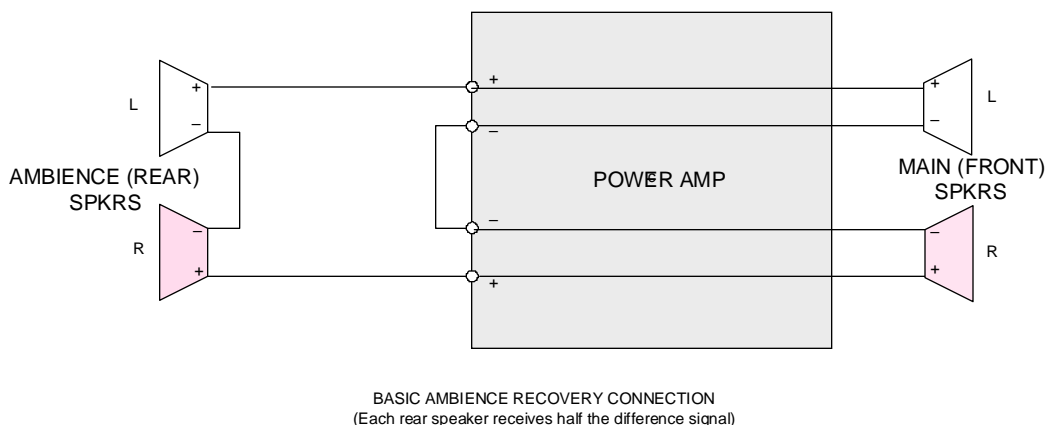 +
+
L
+
L
–
–
–
AMBIENCE (REAR)
SPKRS
POWER AMP
c
MAIN (FRONT)
SPKRS
R
–
–
–
R
+
+
+
BASIC AMBIENCE RECOVERY CONNECTION
(Each rear speaker receives half the difference signal)